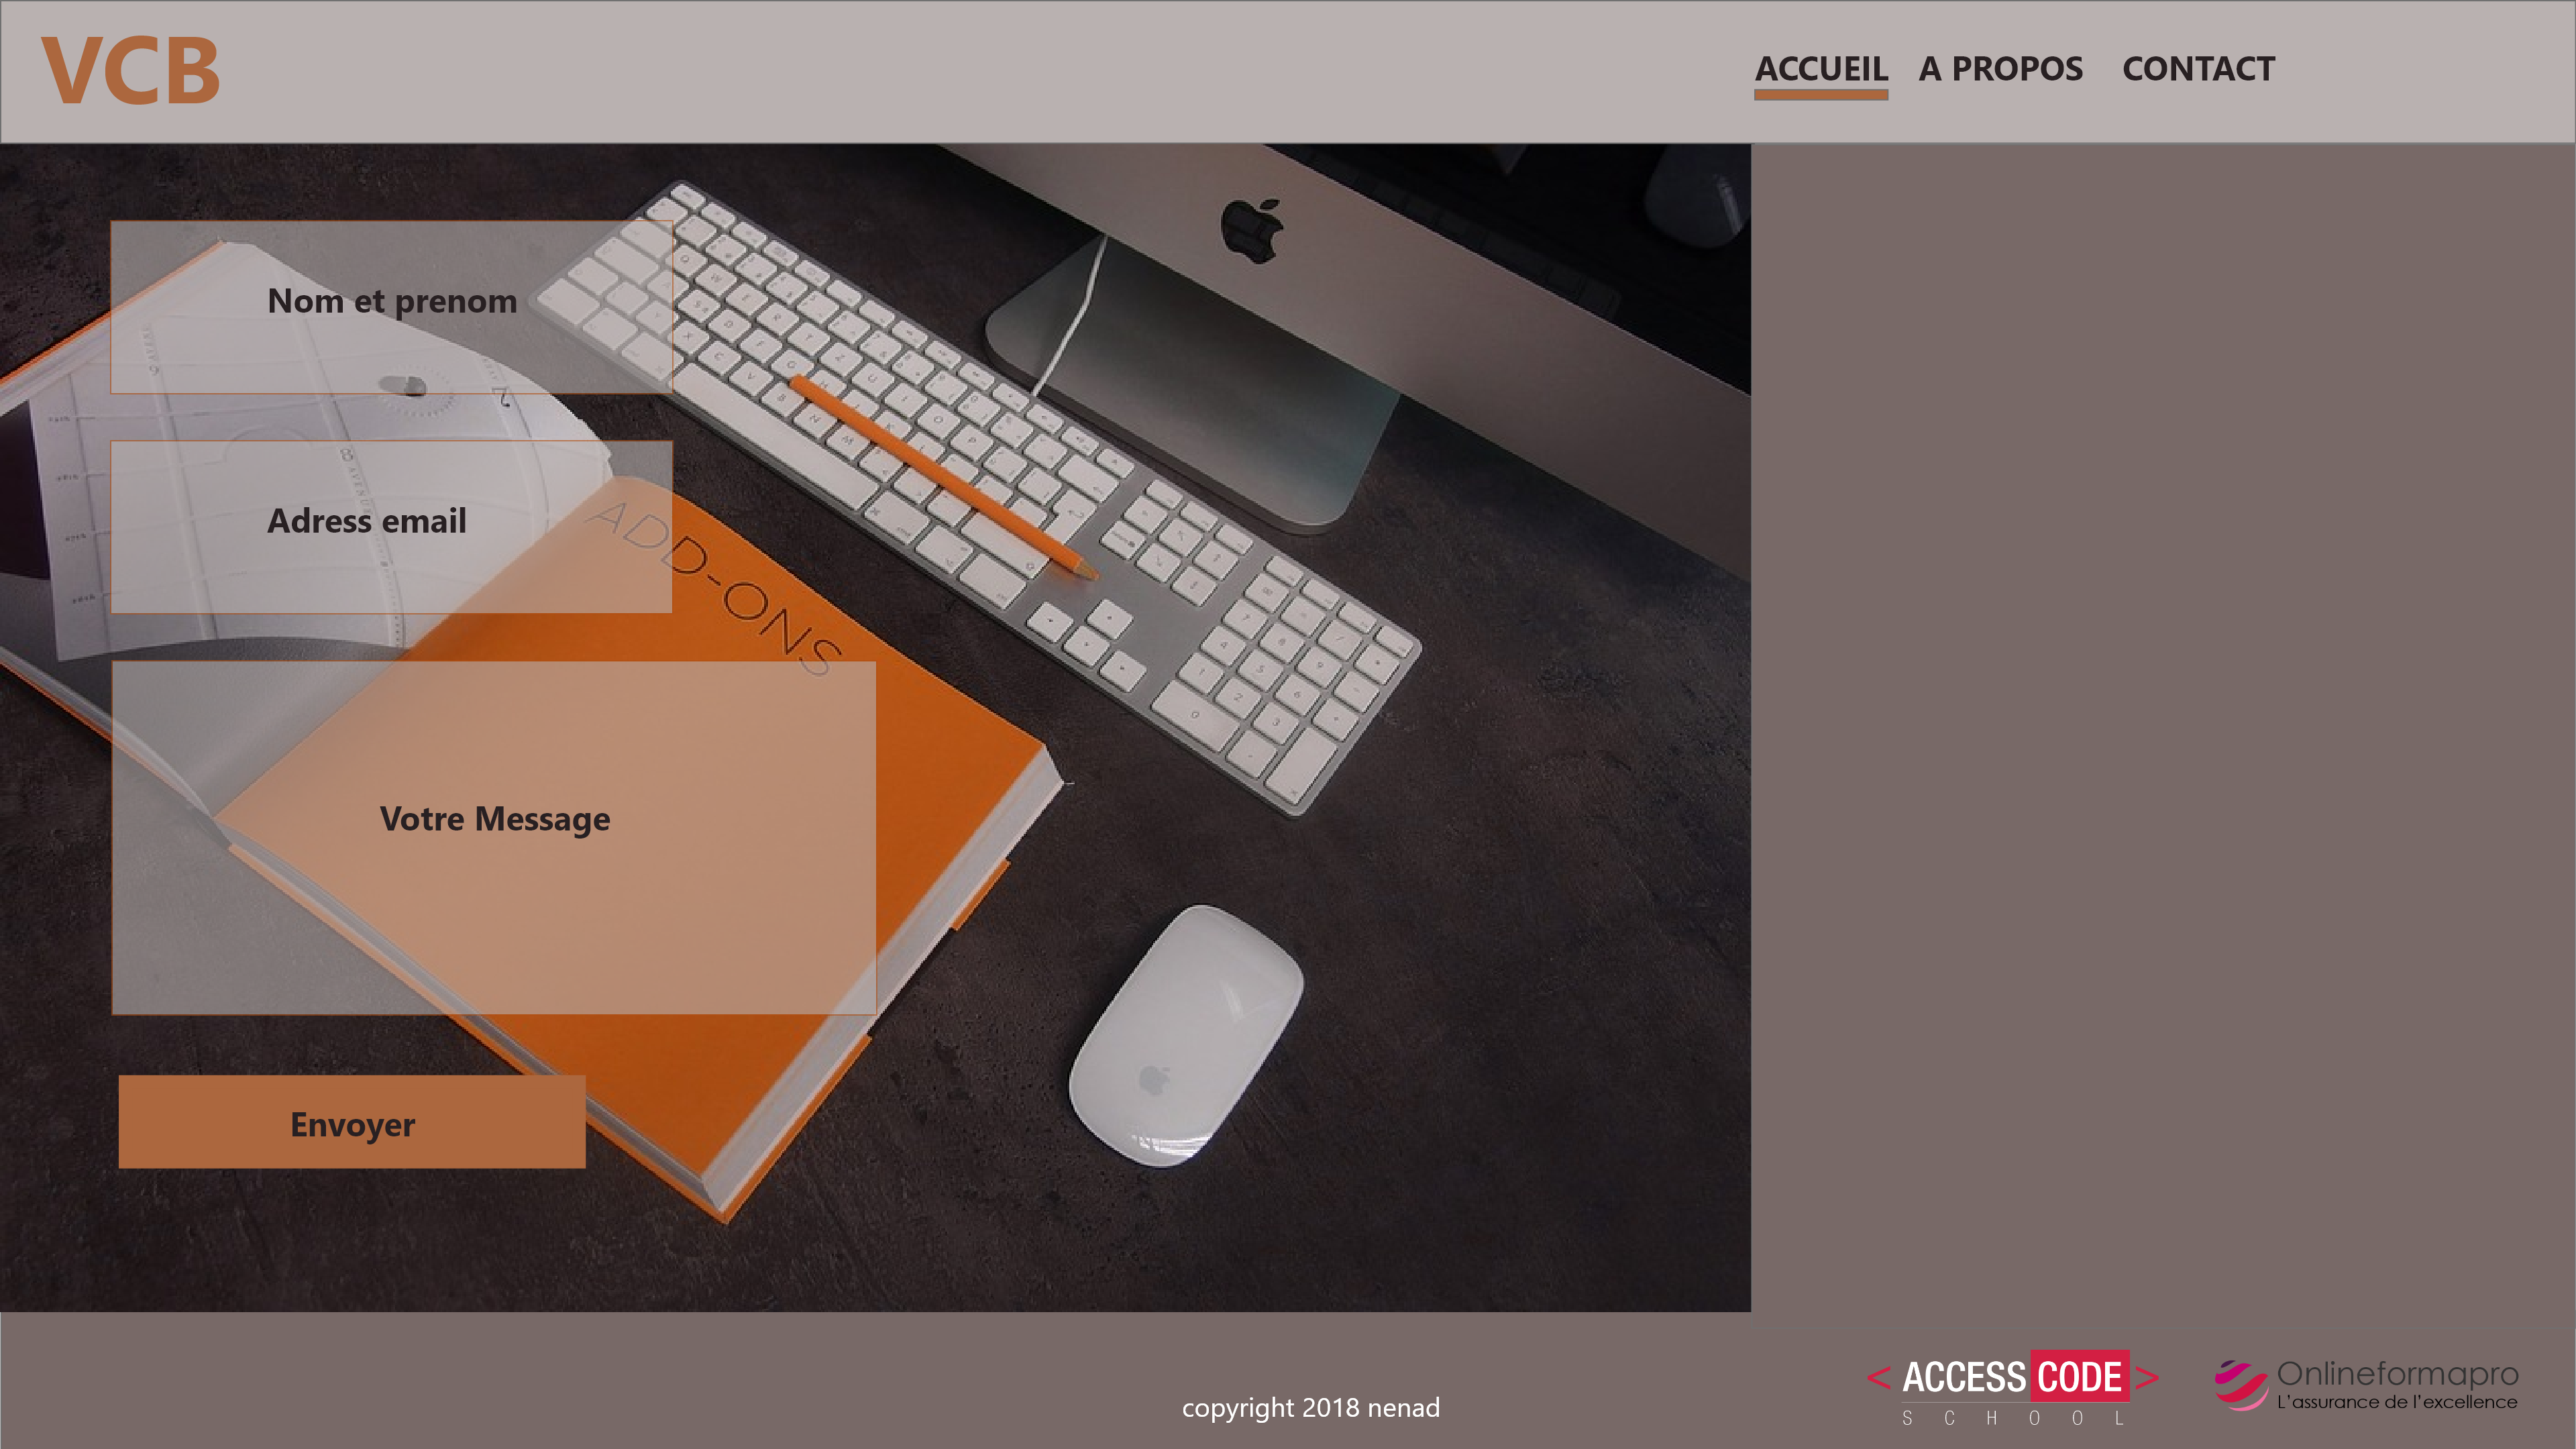 VCB
ACCUEIL A PROPOS CONTACT
Nom et prenom
Adress email
ADD-ONS
Votre Message
Envoyer
copyright 2018 nenad
< ACCESS CODE >
SCHOOL
Onlineformapro
L'assurance de l'excellence